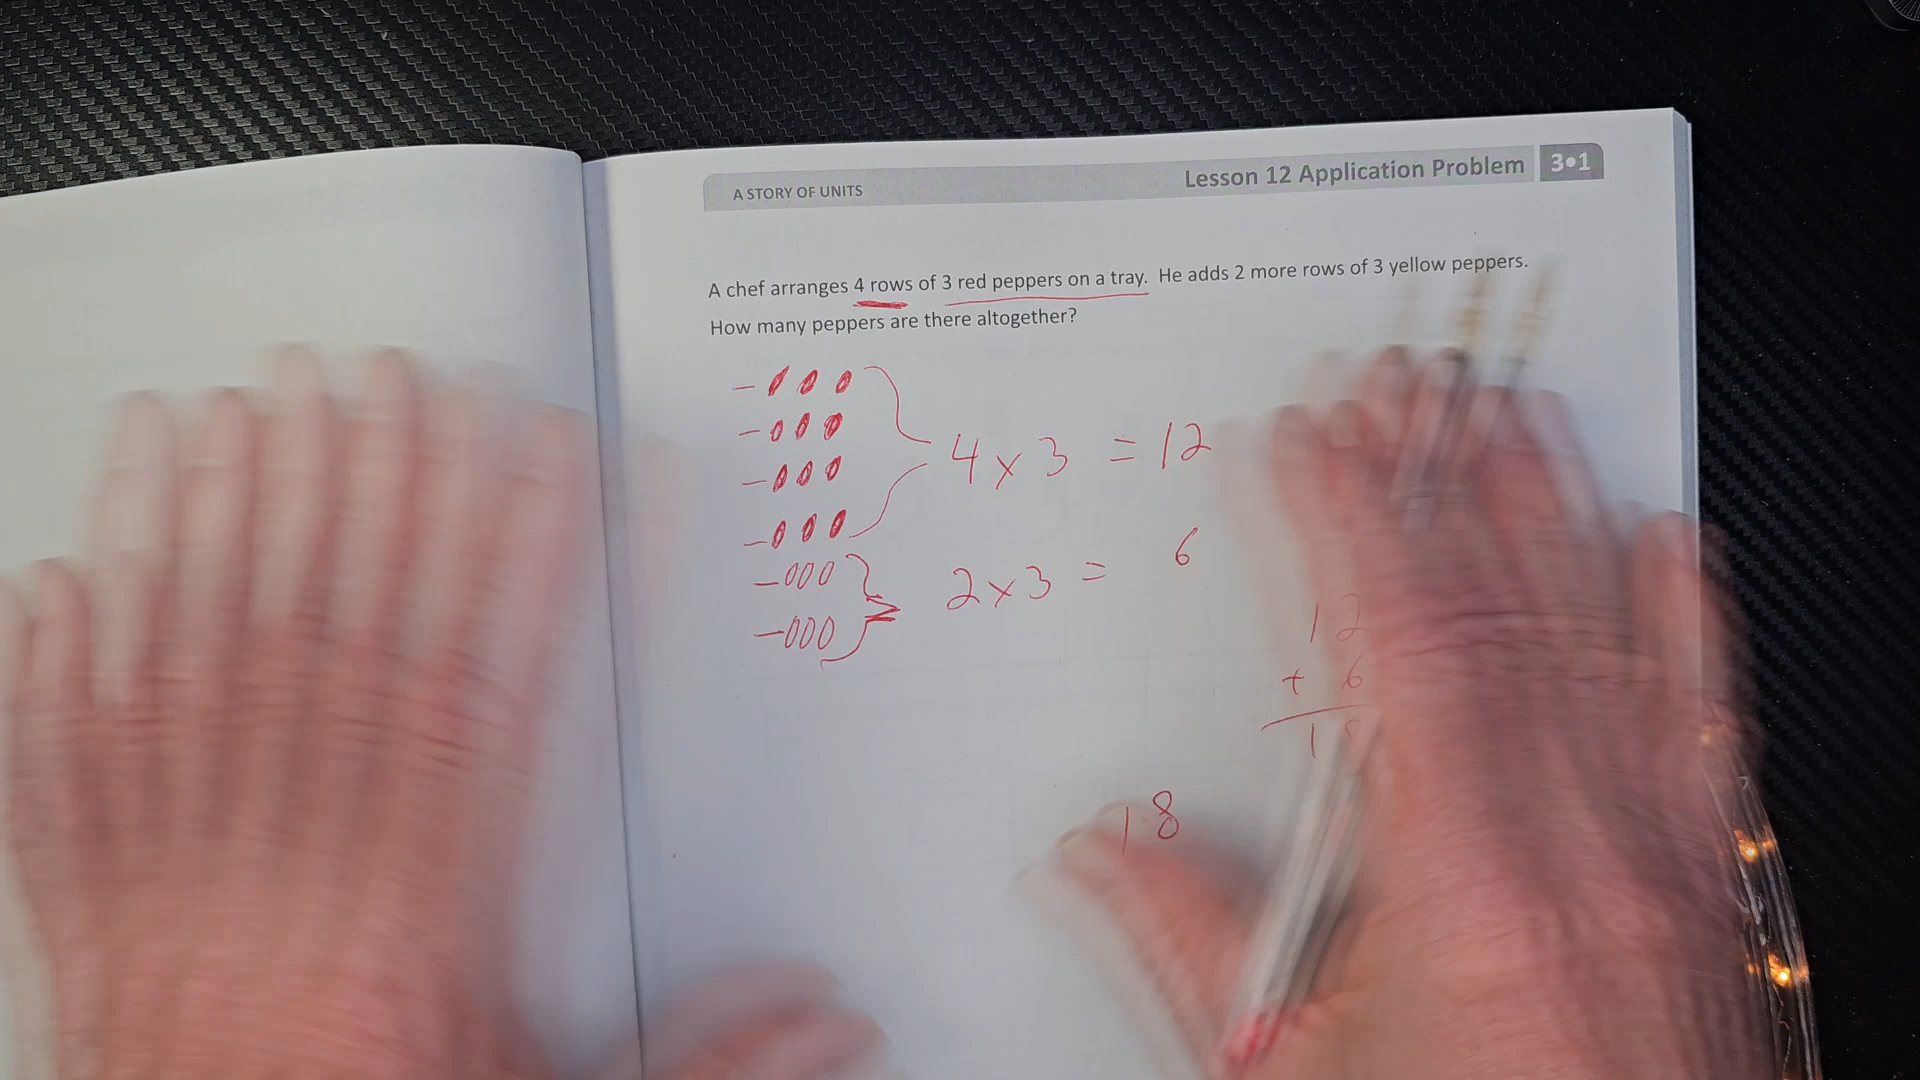 A STORY OF UNITS
Lesson 12 Application Problem 3•1
A chef arranges 4 rows of 3 red peppers on a tray. He adds 2 more rows of 3 yellow peppers.
How many peppers are there altogether?
4 x 3 = 12
2 x 3 = 6
12
+ 6
18
18